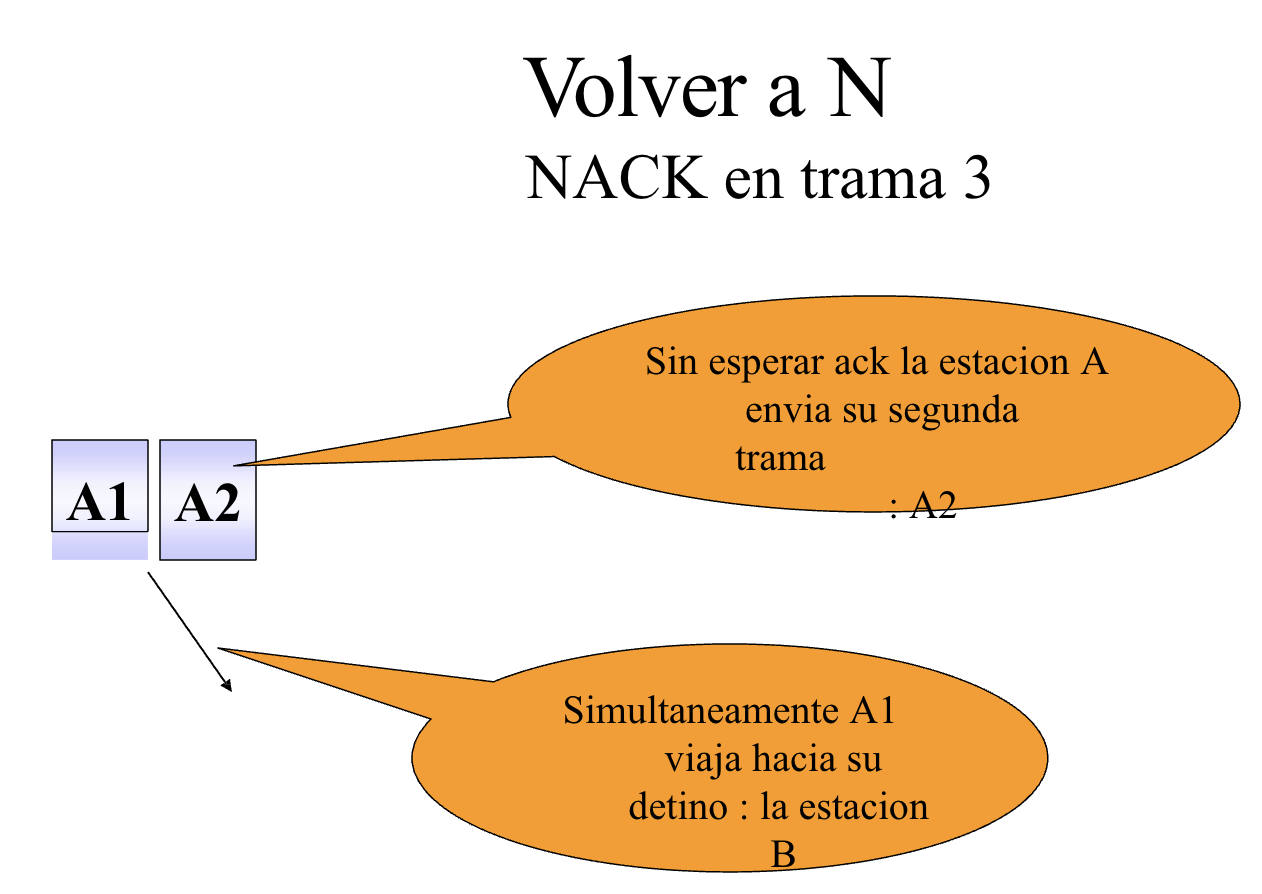 Volver a N
NACK en trama 3
Sin esperar ack la estacion A
envia su segunda
trama
: A2
A1 A2
Simultaneamente A1
viaja hacia su
detino : la estacion
B